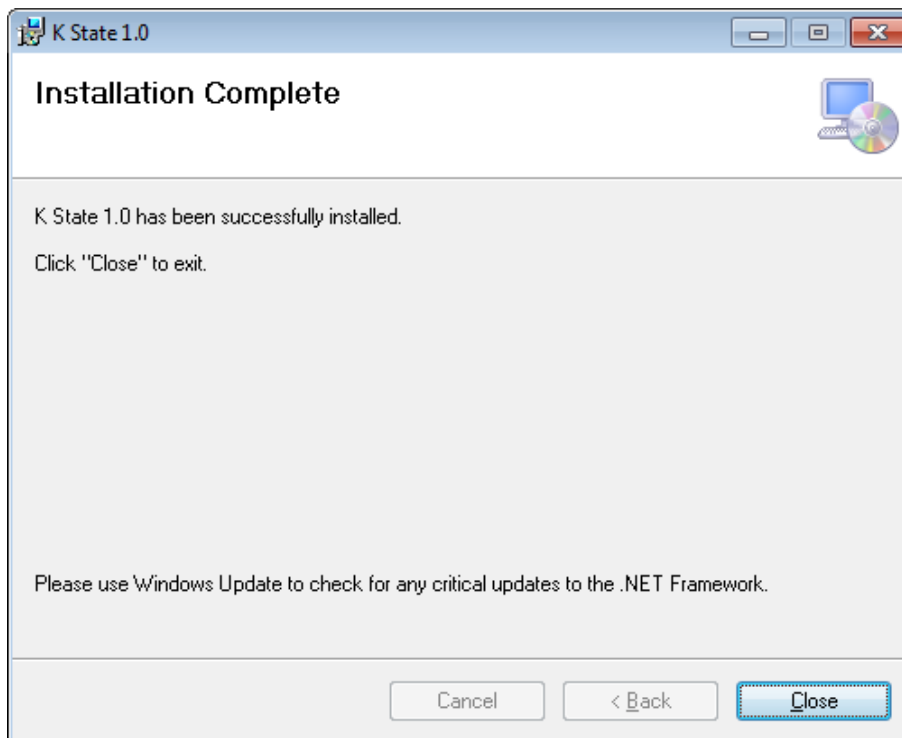 K State 1.0
Installation Complete
K State 1.0 has been successfully installed.
Click "Close" to exit.
Please use Windows Update to check for any critical updates to the .NET Framework.
Cancel
< Back
Close